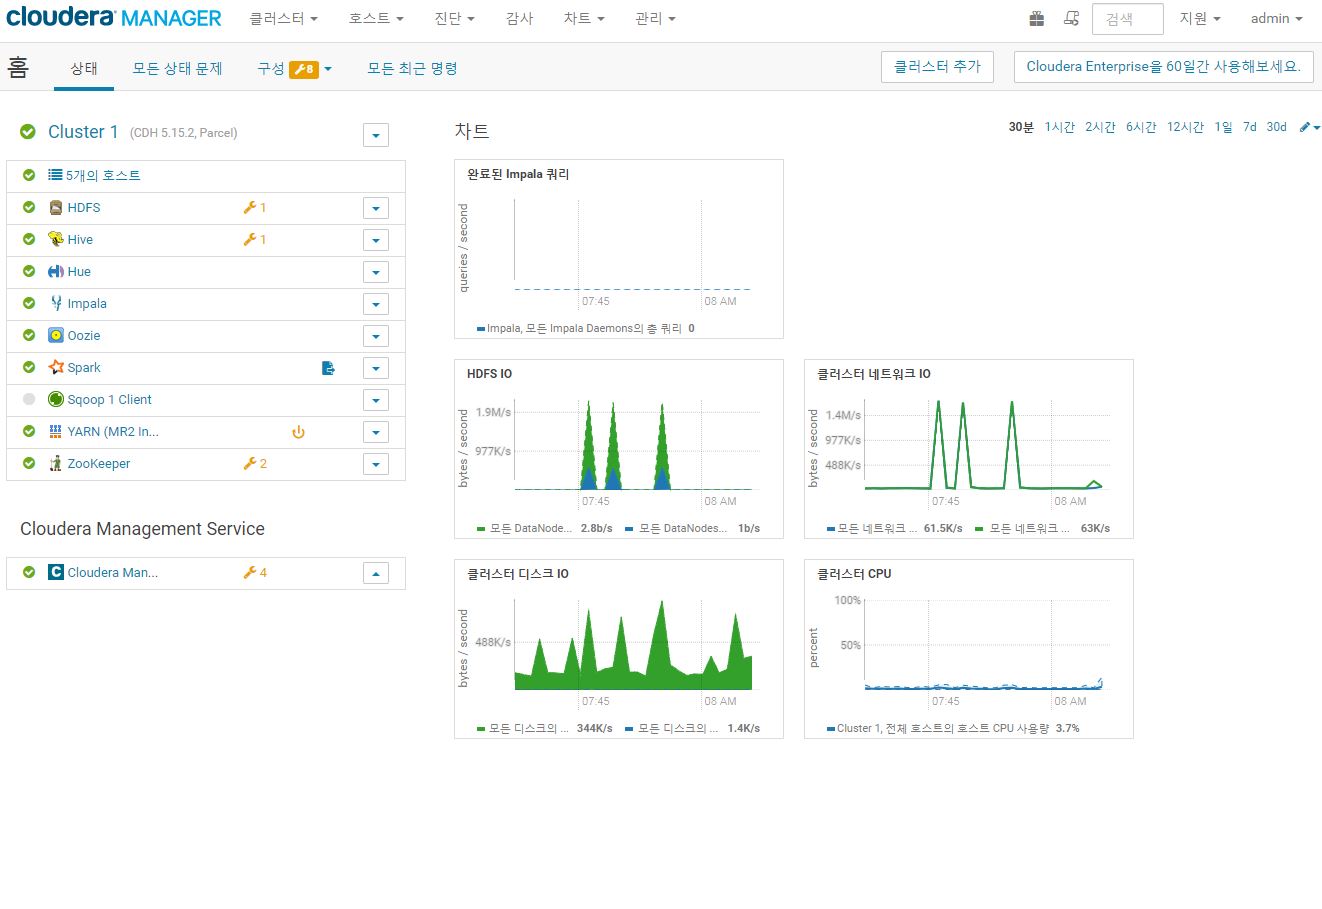 cloudera MANAGER 클러스터 호스트 진단 감사 차트 관리 검색 지원 admin
홈 상태 모든 상태 문제 구성 8 모든 최근 명령 클러스터 추가 Cloudera Enterprise을 60일간 사용해보세요.
Cluster 1 (CDH 5.15.2, Parcel)
5개의 호스트
HDFS 1
Hive 1
Hue
Impala
Oozie
Spark
Sqoop 1 Client
YARN (MR2 In...
ZooKeeper 2
Cloudera Management Service
Cloudera Man... 4
차트 30분 1시간 2시간 6시간 12시간 1일 7d 30d
완료된 Impala 쿼리
queries / second
07:45 08 AM
Impala, 모든 Impala Daemons의 총 쿼리 0
HDFS IO
bytes / second
1.9M/s
977K/s
07:45 08 AM
모든 DataNode... 2.8b/s 모든 DataNodes... 1b/s
클러스터 네트워크 IO
bytes / second
1.4M/s
977K/s
488K/s
07:45 08 AM
모든 네트워크 ... 61.5K/s 모든 네트워크 ... 63K/s
클러스터 디스크 IO
bytes / second
488K/s
07:45 08 AM
모든 디스크의 ... 344K/s 모든 디스크의 ... 1.4K/s
클러스터 CPU
percent
100%
50%
07:45 08 AM
Cluster 1, 전체 호스트의 호스트 CPU 사용량 3.7%